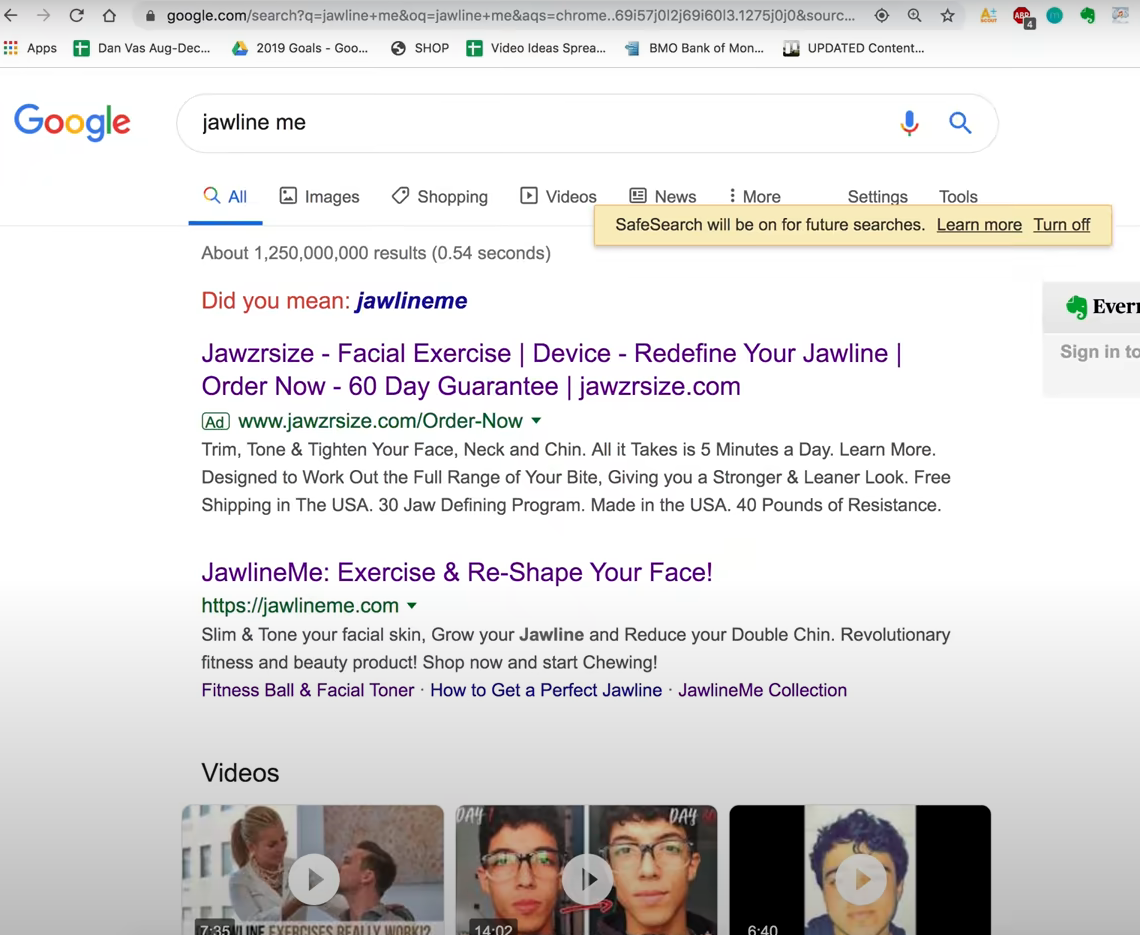 google.com/search?q=jawline+me&oq=jawline+me&aqs=chrome..69i57j0l2j69i60l3.1275j0j0&sourc...
ABP
4
Apps
Dan Vas Aug-Dec...
2019 Goals - Goo...
SHOP
Video Ideas Sprea...
BMO Bank of Mon...
UPDATED Content...
Google
jawline me
All
Images
Shopping
Videos
News
More
Settings
Tools
SafeSearch will be on for future searches. Learn more Turn off
About 1,250,000,000 results (0.54 seconds)
Did you mean: jawlineme
Jawzrsize - Facial Exercise | Device - Redefine Your Jawline |
Order Now - 60 Day Guarantee | jawzrsize.com
Ad www.jawzrsize.com/Order-Now
Trim, Tone & Tighten Your Face, Neck and Chin. All it Takes is 5 Minutes a Day. Learn More.
Designed to Work Out the Full Range of Your Bite, Giving you a Stronger & Leaner Look. Free
Shipping in The USA. 30 Jaw Defining Program. Made in the USA. 40 Pounds of Resistance.
Sign in to
JawlineMe: Exercise & Re-Shape Your Face!
https://jawlineme.com
Slim & Tone your facial skin, Grow your Jawline and Reduce your Double Chin. Revolutionary
fitness and beauty product! Shop now and start Chewing!
Fitness Ball & Facial Toner · How to Get a Perfect Jawline · JawlineMe Collection
Videos
DAY 1
DAY
7:35
LINE EXERCISES REALLY WORK!?
14:02
6:40